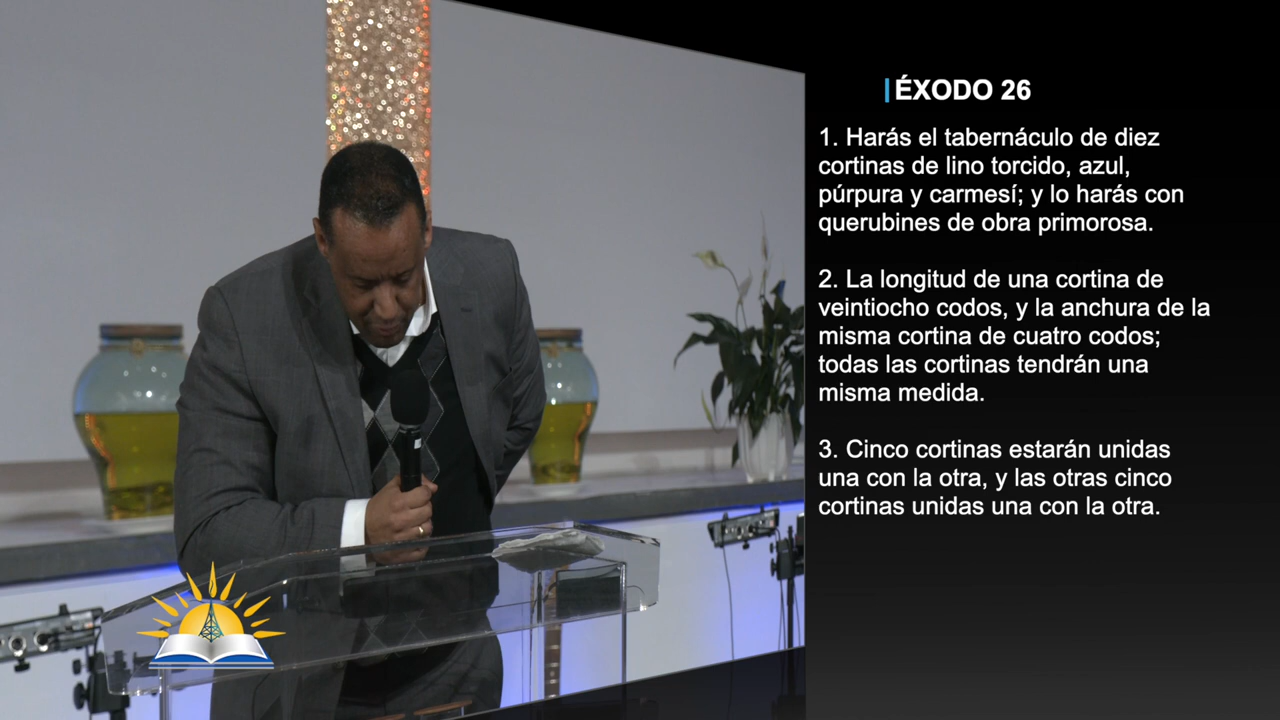 ÉXODO 26
1. Harás el tabernáculo de diez
cortinas de lino torcido, azul,
púrpura y carmesí; y lo harás con
querubines de obra primorosa.
2. La longitud de una cortina de
veintiocho codos, y la anchura de la
misma cortina de cuatro codos;
todas las cortinas tendrán una
misma medida.
3. Cinco cortinas estarán unidas
una con la otra, y las otras cinco
cortinas unidas una con la otra.